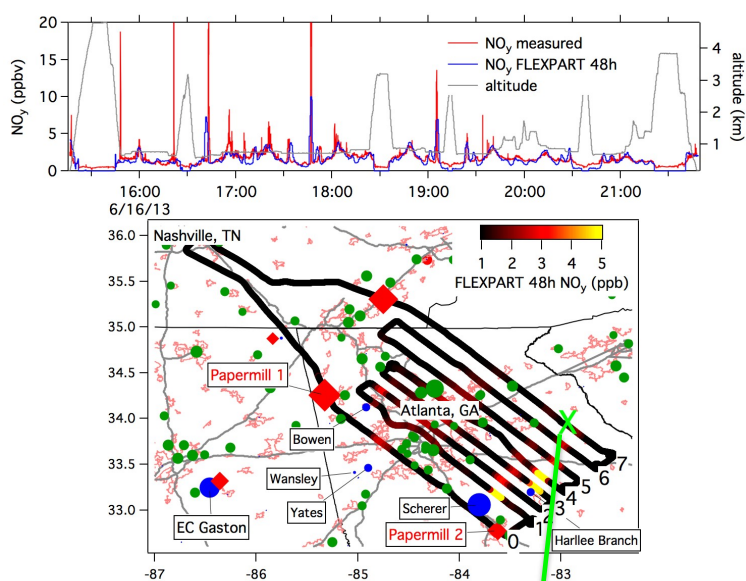 20
15
10
5
0
NOy (ppbv)
NOy measured
NOy FLEXPART 48h
altitude
4
3
2
1
altitude (km)
16:00 17:00 18:00 19:00 20:00 21:00
6/16/13
36.0
35.5
35.0
34.5
34.0
33.5
33.0
Nashville, TN
1 2 3 4 5
FLEXPART 48h NOy (ppb)
Papermill 1
Atlanta, GA
Bowen
Wansley
Yates
Scherer
EC Gaston
Papermill 2
Harllee Branch
0
1
2
3
4
5
6
7
X
-87 -86 -85 -84 -83